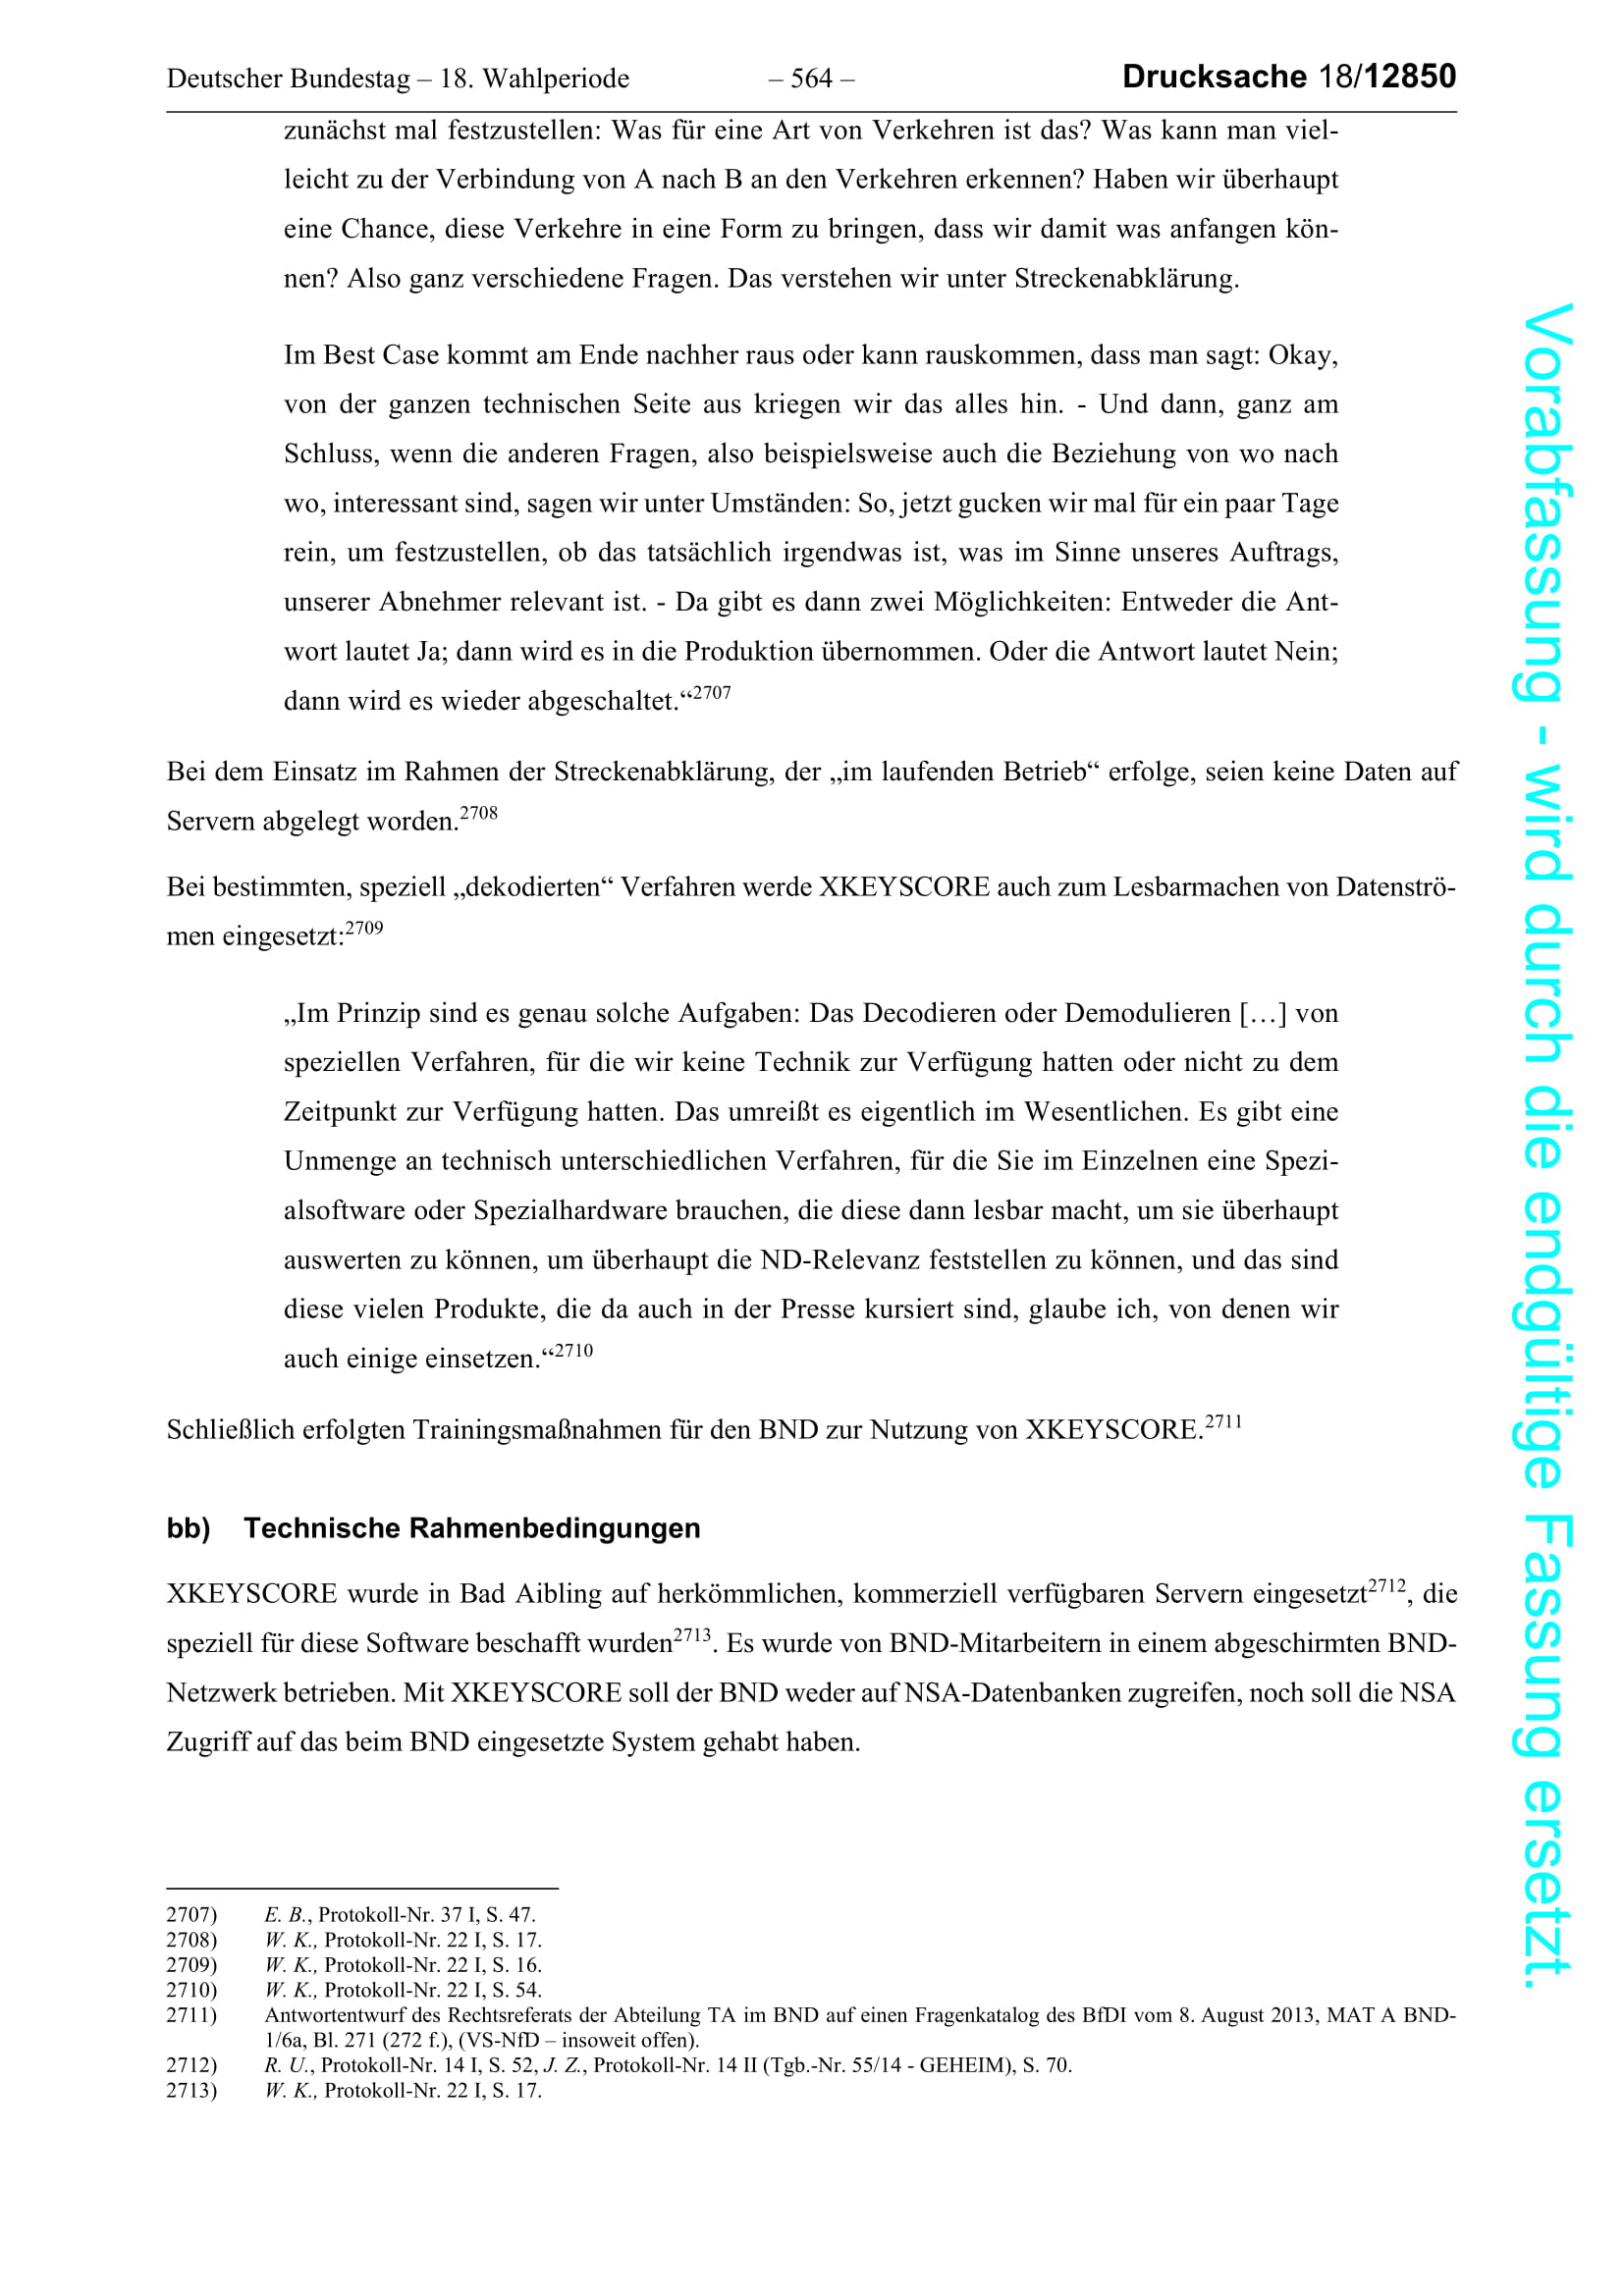 Deutscher Bundestag – 18. Wahlperiode – 564 – Drucksache 18/12850
zunächst mal festzustellen: Was für eine Art von Verkehren ist das? Was kann man viel-
leicht zu der Verbindung von A nach B an den Verkehren erkennen? Haben wir überhaupt
eine Chance, diese Verkehre in eine Form zu bringen, dass wir damit was anfangen kön-
nen? Also ganz verschiedene Fragen. Das verstehen wir unter Streckenabklärung.
Im Best Case kommt am Ende nachher raus oder kann rauskommen, dass man sagt: Okay,
von der ganzen technischen Seite aus kriegen wir das alles hin. - Und dann, ganz am
Schluss, wenn die anderen Fragen, also beispielsweise auch die Beziehung von wo nach
wo, interessant sind, sagen wir unter Umständen: So, jetzt gucken wir mal für ein paar Tage
rein, um festzustellen, ob das tatsächlich irgendwas ist, was im Sinne unseres Auftrags,
unserer Abnehmer relevant ist. - Da gibt es dann zwei Möglichkeiten: Entweder die Ant-
wort lautet Ja; dann wird es in die Produktion übernommen. Oder die Antwort lautet Nein;
dann wird es wieder abgeschaltet.“2707
Bei dem Einsatz im Rahmen der Streckenabklärung, der „im laufenden Betrieb“ erfolge, seien keine Daten auf
Servern abgelegt worden.2708
Bei bestimmten, speziell „dekodierten“ Verfahren werde XKEYSCORE auch zum Lesbarmachen von Datenströ-
men eingesetzt:2709
„Im Prinzip sind es genau solche Aufgaben: Das Decodieren oder Demodulieren […] von
speziellen Verfahren, für die wir keine Technik zur Verfügung hatten oder nicht zu dem
Zeitpunkt zur Verfügung hatten. Das umreißt es eigentlich im Wesentlichen. Es gibt eine
Unmenge an technisch unterschiedlichen Verfahren, für die Sie im Einzelnen eine Spezi-
alsoftware oder Spezialhardware brauchen, die diese dann lesbar macht, um sie überhaupt
auswerten zu können, um überhaupt die ND-Relevanz feststellen zu können, und das sind
diese vielen Produkte, die da auch in der Presse kursiert sind, glaube ich, von denen wir
auch einige einsetzen.“2710
Schließlich erfolgten Trainingsmaßnahmen für den BND zur Nutzung von XKEYSCORE.2711
bb) Technische Rahmenbedingungen
XKEYSCORE wurde in Bad Aibling auf herkömmlichen, kommerziell verfügbaren Servern eingesetzt2712, die
speziell für diese Software beschafft wurden2713. Es wurde von BND-Mitarbeitern in einem abgeschirmten BND-
Netzwerk betrieben. Mit XKEYSCORE soll der BND weder auf NSA-Datenbanken zugreifen, noch soll die NSA
Zugriff auf das beim BND eingesetzte System gehabt haben.
2707) E. B., Protokoll-Nr. 37 I, S. 47.
2708) W. K., Protokoll-Nr. 22 I, S. 17.
2709) W. K., Protokoll-Nr. 22 I, S. 16.
2710) W. K., Protokoll-Nr. 22 I, S. 54.
2711) Antwortentwurf des Rechtsreferats der Abteilung TA im BND auf einen Fragenkatalog des BfDI vom 8. August 2013, MAT A BND-
1/6a, Bl. 271 (272 f.), (VS-NfD – insoweit offen).
2712) R. U., Protokoll-Nr. 14 I, S. 52, J. Z., Protokoll-Nr. 14 II (Tgb.-Nr. 55/14 - GEHEIM), S. 70.
2713) W. K., Protokoll-Nr. 22 I, S. 17.
Vorabfassung - wird durch die endgültige Fassung ersetzt.